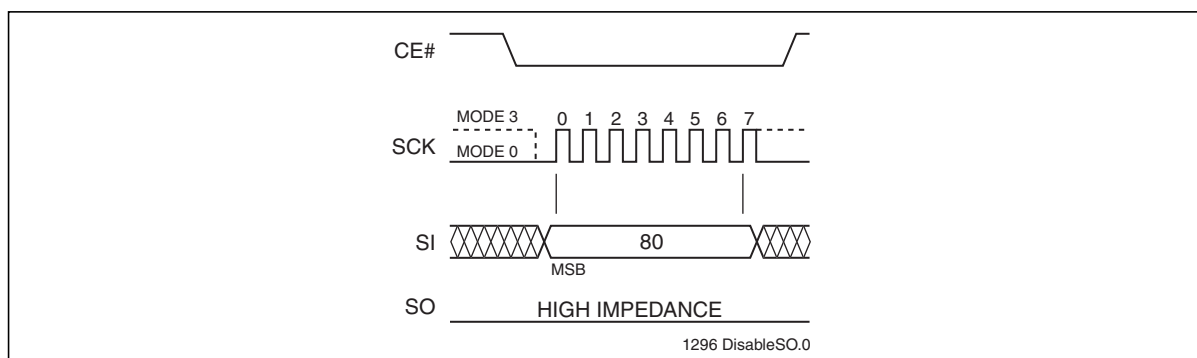 CE#
MODE 3
0 1 2 3 4 5 6 7
SCK
MODE 0
SI
80
MSB
SO
HIGH IMPEDANCE
1296 DisableSO.0